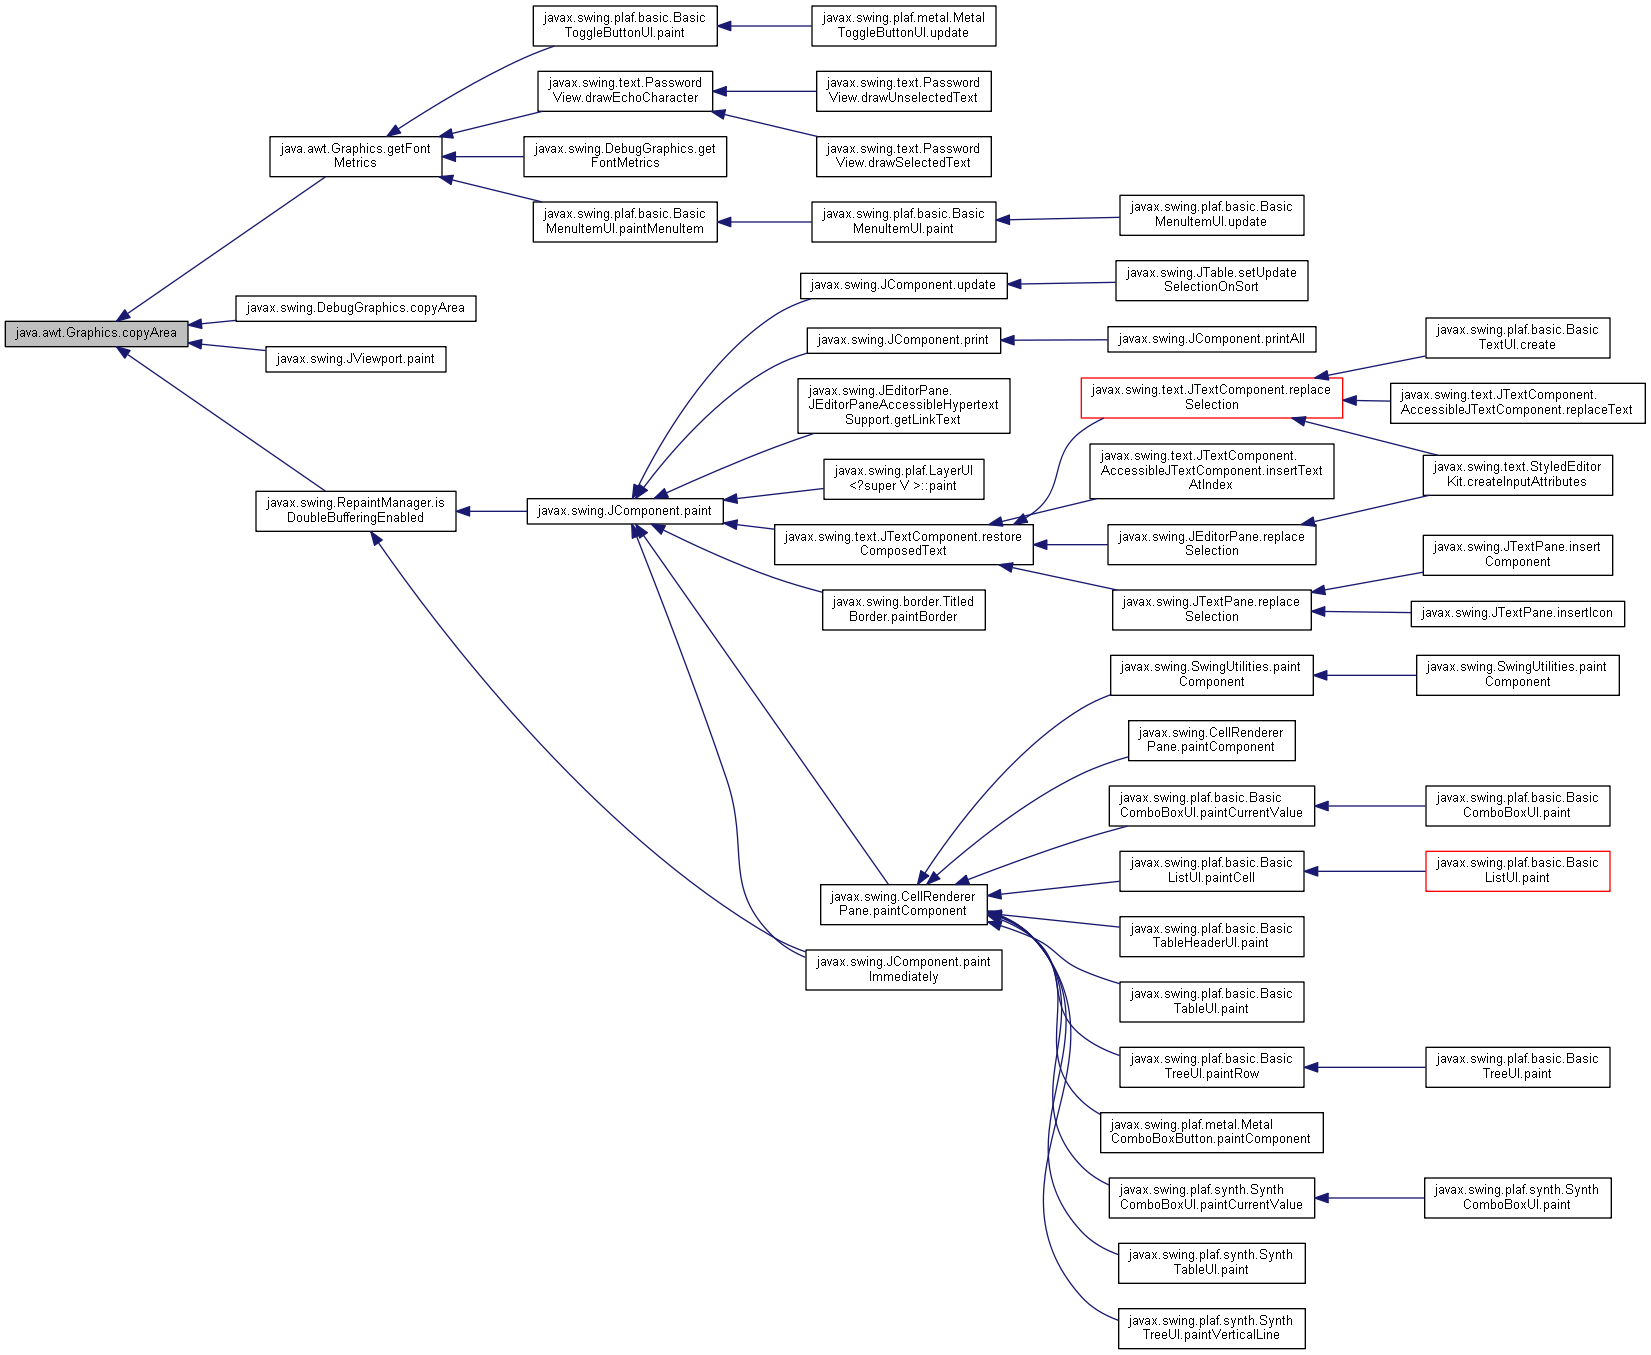 javax.swing.plaf.basic.Basic
ToggleButtonUI.paint
javax.swing.plaf.metal.Metal
ToggleButtonUI.update
javax.swing.text.Password
View.drawEchoCharacter
javax.swing.text.Password
View.drawUnselectedText
java.awt.Graphics.getFont
Metrics
javax.swing.DebugGraphics.get
FontMetrics
javax.swing.text.Password
View.drawSelectedText
javax.swing.plaf.basic.Basic
MenuItemUI.paintMenuItem
javax.swing.plaf.basic.Basic
MenuItemUI.paint
javax.swing.plaf.basic.Basic
MenuItemUI.update
java.awt.Graphics.copyArea
javax.swing.DebugGraphics.copyArea
javax.swing.JViewport.paint
javax.swing.JComponent.update
javax.swing.JTable.setUpdate
SelectionOnSort
javax.swing.JComponent.print
javax.swing.JComponent.printAll
javax.swing.JEditorPane.
JEditorPaneAccessibleHypertext
Support.getLinkText
javax.swing.text.JTextComponent.replace
Selection
javax.swing.plaf.basic.Basic
TextUI.create
javax.swing.text.JTextComponent.
AccessibleJTextComponent.replaceText
javax.swing.plaf.LayerUI
<?super V >::paint
javax.swing.text.JTextComponent.
AccessibleJTextComponent.insertText
AtIndex
javax.swing.text.StyledEditor
Kit.createInputAttributes
javax.swing.RepaintManager.is
DoubleBufferingEnabled
javax.swing.JComponent.paint
javax.swing.text.JTextComponent.restore
ComposedText
javax.swing.JEditorPane.replace
Selection
javax.swing.JTextPane.insert
Component
javax.swing.border.Titled
Border.paintBorder
javax.swing.JTextPane.replace
Selection
javax.swing.JTextPane.insertIcon
javax.swing.SwingUtilities.paint
Component
javax.swing.SwingUtilities.paint
Component
javax.swing.CellRenderer
Pane.paintComponent
javax.swing.plaf.basic.Basic
ComboBoxUI.paintCurrentValue
javax.swing.plaf.basic.Basic
ComboBoxUI.paint
javax.swing.plaf.basic.Basic
ListUI.paintCell
javax.swing.plaf.basic.Basic
ListUI.paint
javax.swing.CellRenderer
Pane.paintComponent
javax.swing.plaf.basic.Basic
TableHeaderUI.paint
javax.swing.JComponent.paint
Immediately
javax.swing.plaf.basic.Basic
TableUI.paint
javax.swing.plaf.basic.Basic
TreeUI.paintRow
javax.swing.plaf.basic.Basic
TreeUI.paint
javax.swing.plaf.metal.Metal
ComboBoxButton.paintComponent
javax.swing.plaf.synth.Synth
ComboBoxUI.paintCurrentValue
javax.swing.plaf.synth.Synth
ComboBoxUI.paint
javax.swing.plaf.synth.Synth
TableUI.paint
javax.swing.plaf.synth.Synth
TreeUI.paintVerticalLine